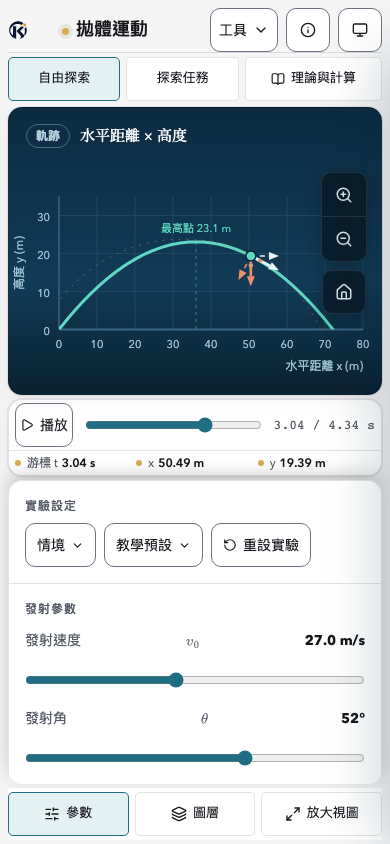 拋體運動
工具
自由探索
探索任務
理論與計算
軌跡 水平距離 × 高度
最高點 23.1 m
高度 y (m)
30
20
10
0
0 10 20 30 40 50 60 70 80
水平距離 x (m)
播放
3.04 / 4.34 s
游標 t 3.04 s
x 50.49 m
y 19.39 m
實驗設定
情境
教學預設
重設實驗
發射參數
發射速度 v₀ 27.0 m/s
發射角 θ 52°
參數
圖層
放大視圖